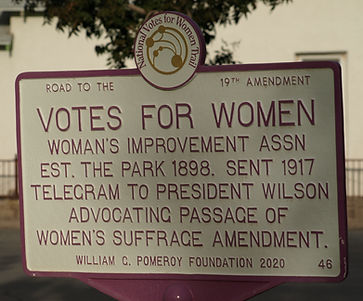 National Votes for Women Trail
ROAD TO THE 19TH AMENDMENT
VOTES FOR WOMEN
WOMAN'S IMPROVEMENT ASSN
EST. THE PARK 1898. SENT 1917
TELEGRAM TO PRESIDENT WILSON
ADVOCATING PASSAGE OF
WOMEN'S SUFFRAGE AMENDMENT.
WILLIAM G. POMEROY FOUNDATION 2020 46